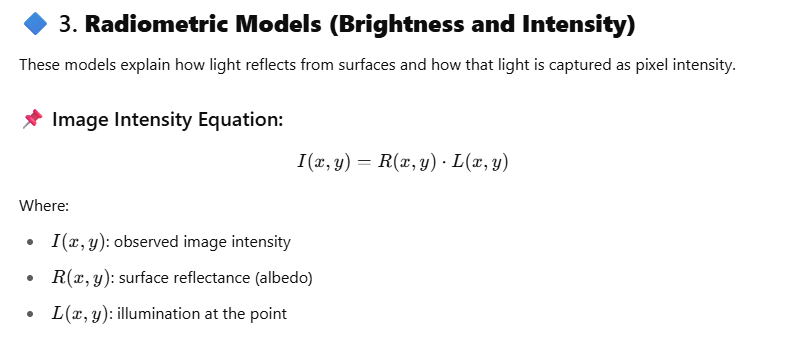 🔷 3. Radiometric Models (Brightness and Intensity)
These models explain how light reflects from surfaces and how that light is captured as pixel intensity.
📌 Image Intensity Equation:
I(x, y) = R(x, y) · L(x, y)
Where:
• I(x, y): observed image intensity
• R(x, y): surface reflectance (albedo)
• L(x, y): illumination at the point